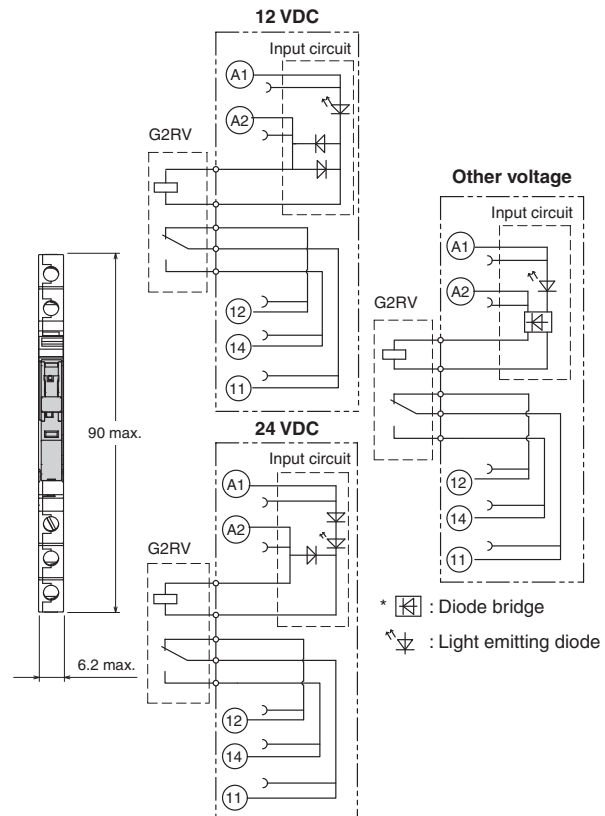 12 VDC
Input circuit
A1
A2
G2RV
12
14
11
Other voltage
Input circuit
A1
A2
G2RV
12
14
11
90 max.
6.2 max.
24 VDC
Input circuit
A1
A2
G2RV
12
14
11
* : Diode bridge
: Light emitting diode